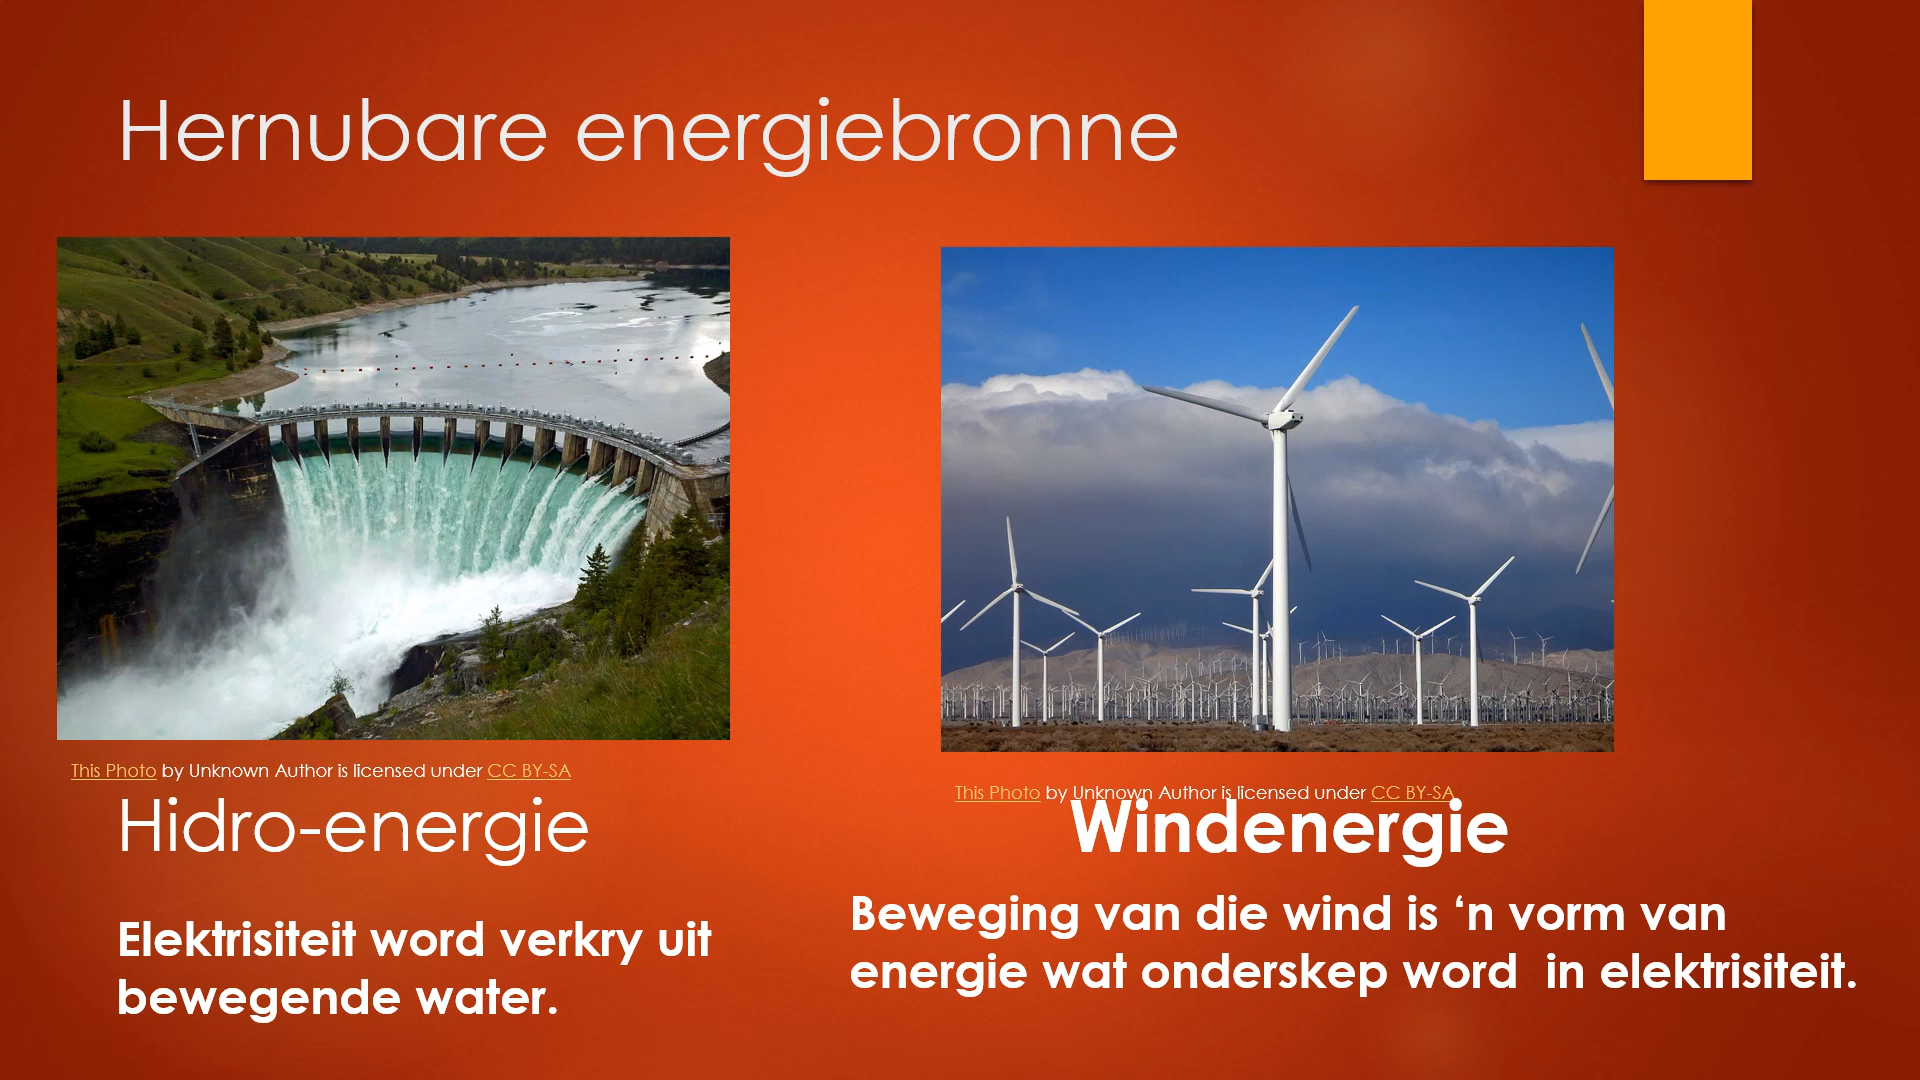 Hernubare energiebronne
This Photo by Unknown Author is licensed under CC BY-SA
Hidro-energie
Elektrisiteit word verkry uit
bewegende water.
This Photo by Unknown Author is licensed under CC BY-SA
Windenergie
Beweging van die wind is ‘n vorm van
energie wat onderskep word  in elektrisiteit.